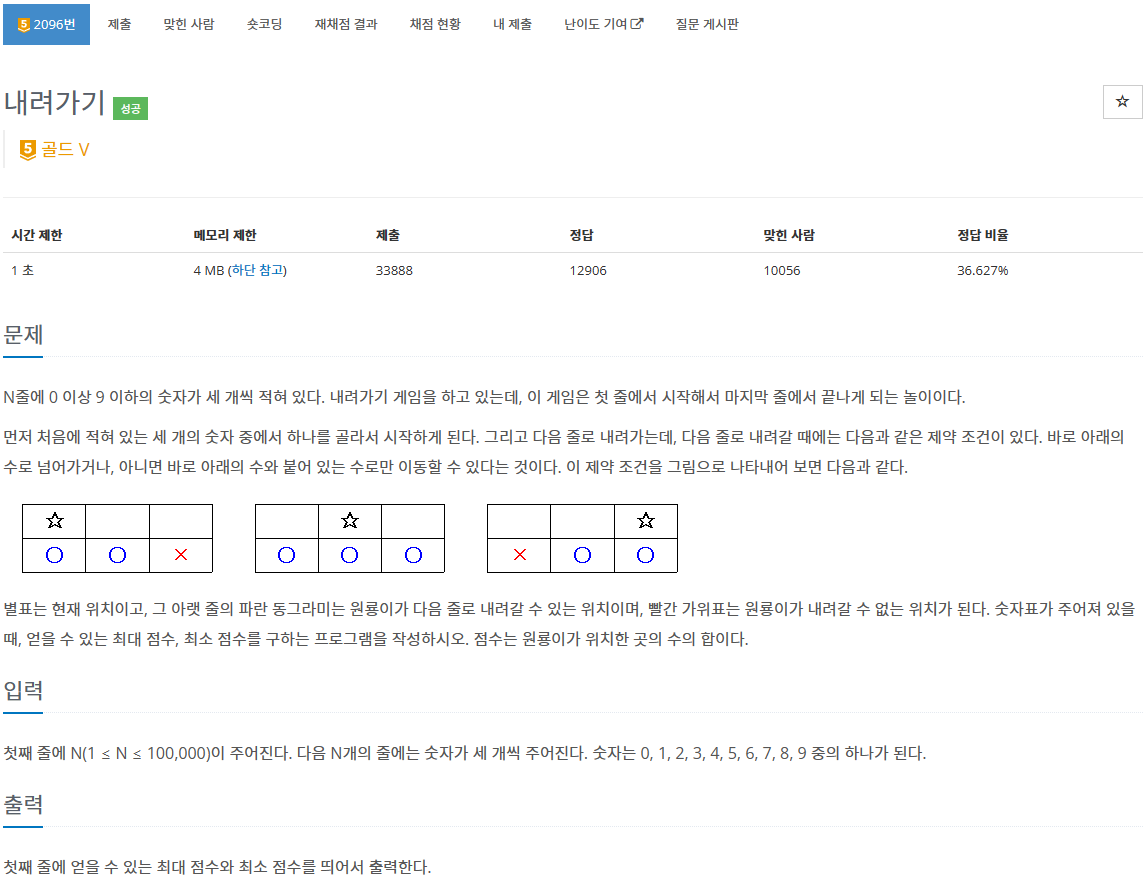 5 2096번 제출 맞힌 사람 숏코딩 재채점 결과 채점 현황 내 제출 난이도 기여 질문 게시판
내려가기 성공
5 골드 V
시간 제한 메모리 제한 제출 정답 맞힌 사람 정답 비율
1 초 4 MB (하단 참고) 33888 12906 10056 36.627%
문제
N줄에 0 이상 9 이하의 숫자가 세 개씩 적혀 있다. 내려가기 게임을 하고 있는데, 이 게임은 첫 줄에서 시작해서 마지막 줄에서 끝나게 되는 놀이이다.
먼저 처음에 적혀 있는 세 개의 숫자 중에서 하나를 골라서 시작하게 된다. 그리고 다음 줄로 내려가는데, 다음 줄로 내려갈 때에는 다음과 같은 제약 조건이 있다. 바로 아래의
수로 넘어가거나, 아니면 바로 아래의 수와 붙어 있는 수로만 이동할 수 있다는 것이다. 이 제약 조건을 그림으로 나타내어 보면 다음과 같다.
별표는 현재 위치이고, 그 아랫 줄의 파란 동그라미는 원룡이가 다음 줄로 내려갈 수 있는 위치이며, 빨간 가위표는 원룡이가 내려갈 수 없는 위치가 된다. 숫자표가 주어져 있을
때, 얻을 수 있는 최대 점수, 최소 점수를 구하는 프로그램을 작성하시오. 점수는 원룡이가 위치한 곳의 수의 합이다.
입력
첫째 줄에 N(1 ≤ N ≤ 100,000)이 주어진다. 다음 N개의 줄에는 숫자가 세 개씩 주어진다. 숫자는 0, 1, 2, 3, 4, 5, 6, 7, 8, 9 중의 하나가 된다.
출력
첫째 줄에 얻을 수 있는 최대 점수와 최소 점수를 띄어서 출력한다.